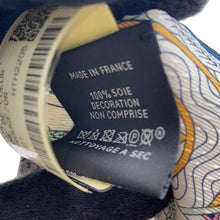 MADE IN FRANCE
100% SOIE
DECORATION
NON COMPRISE
NETTOYAGE A SEC